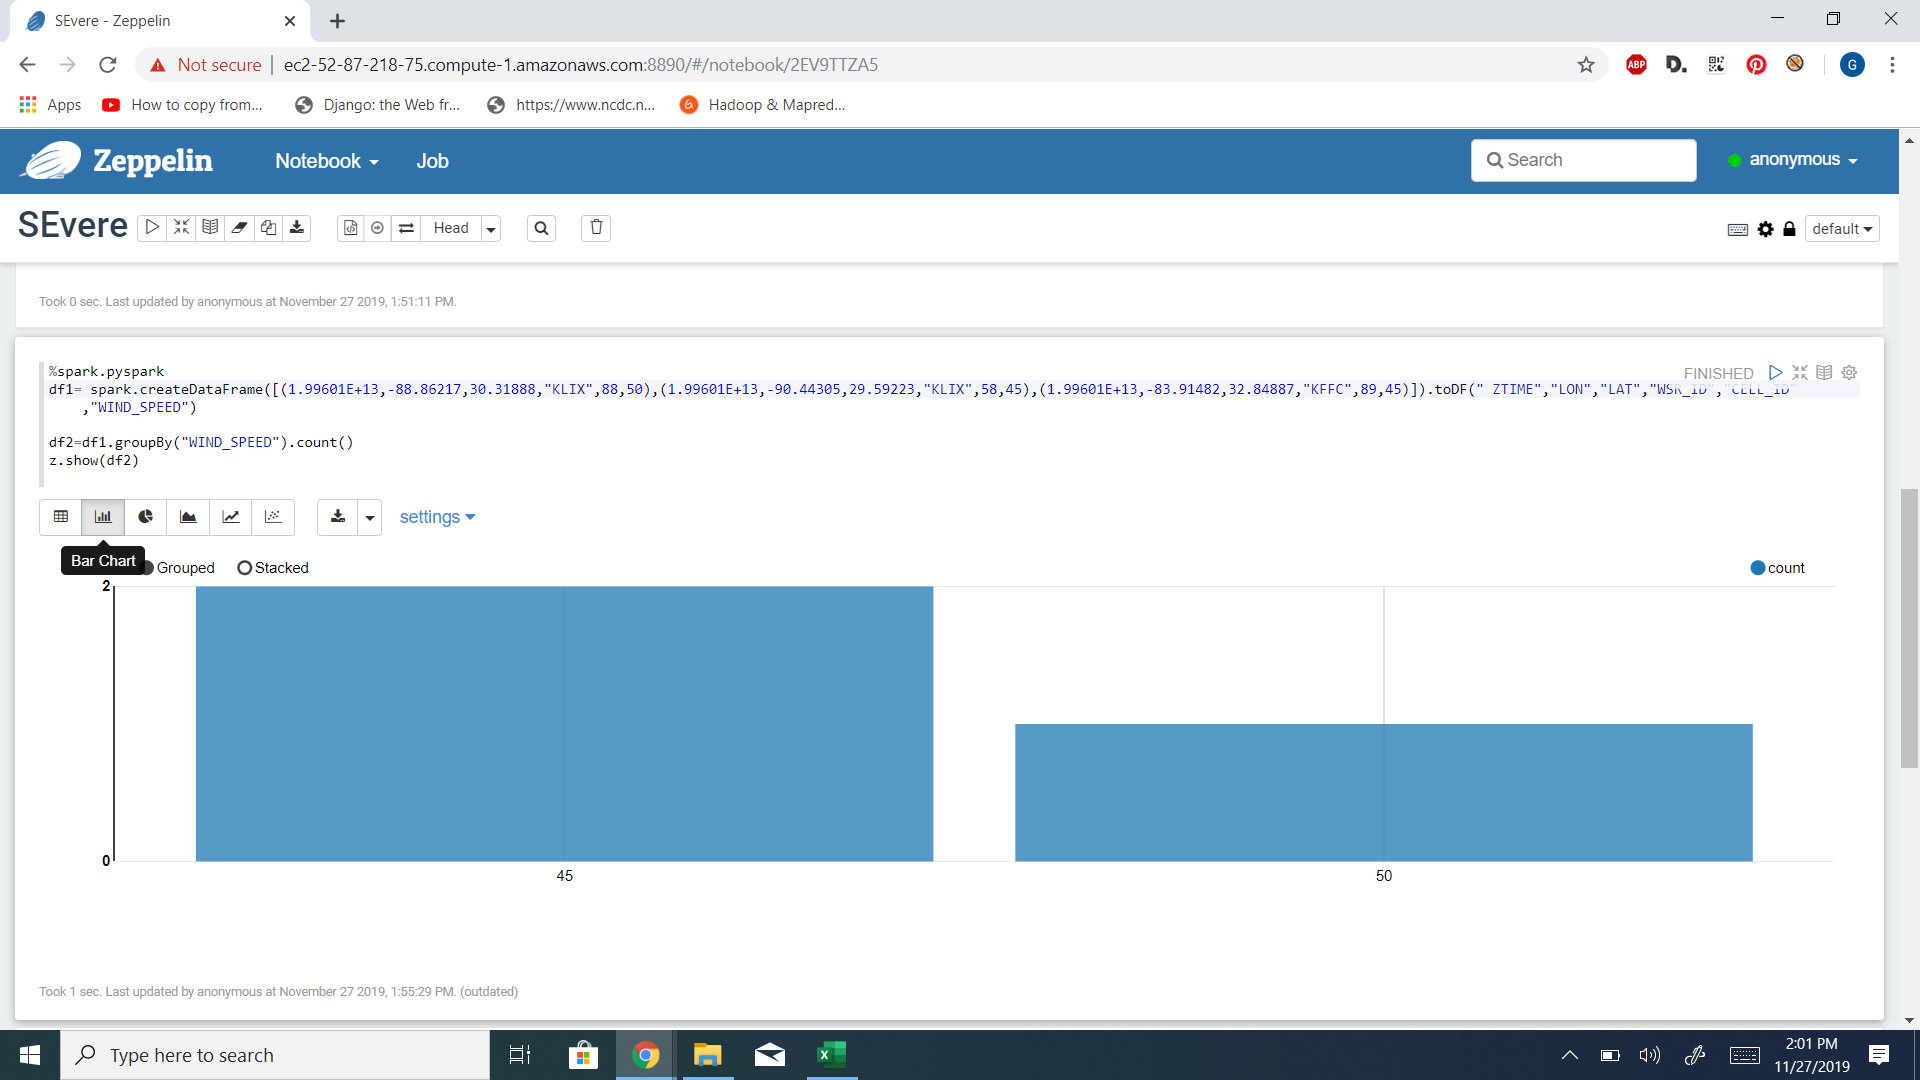 SEvere - Zeppelin
Not secure | ec2-52-87-218-75.compute-1.amazonaws.com:8890/#/notebook/2EV9TTZA5
ABP
D.
G
Apps
How to copy from...
Django: the Web fr...
https://www.ncdc.n...
Hadoop & Mapred...
Zeppelin
Notebook
Job
Search
anonymous
SEvere
Head
default
Took 0 sec. Last updated by anonymous at November 27 2019, 1:51:11 PM.
%spark.pyspark
FINISHED
df1= spark.createDataFrame([(1.99601E+13,-88.86217,30.31888,"KLIX",88,50),(1.99601E+13,-90.44305,29.59223,"KLIX",58,45),(1.99601E+13,-83.91482,32.84887,"KFFC",89,45)]).toDF(" ZTIME","LON","LAT","WSR_ID","CELL_ID"
,"WIND_SPEED")
df2=df1.groupBy("WIND_SPEED").count()
z.show(df2)
settings
Bar Chart
Grouped
Stacked
count
2
0
45
50
Took 1 sec. Last updated by anonymous at November 27 2019, 1:55:29 PM. (outdated)
Type here to search
2:01 PM
11/27/2019